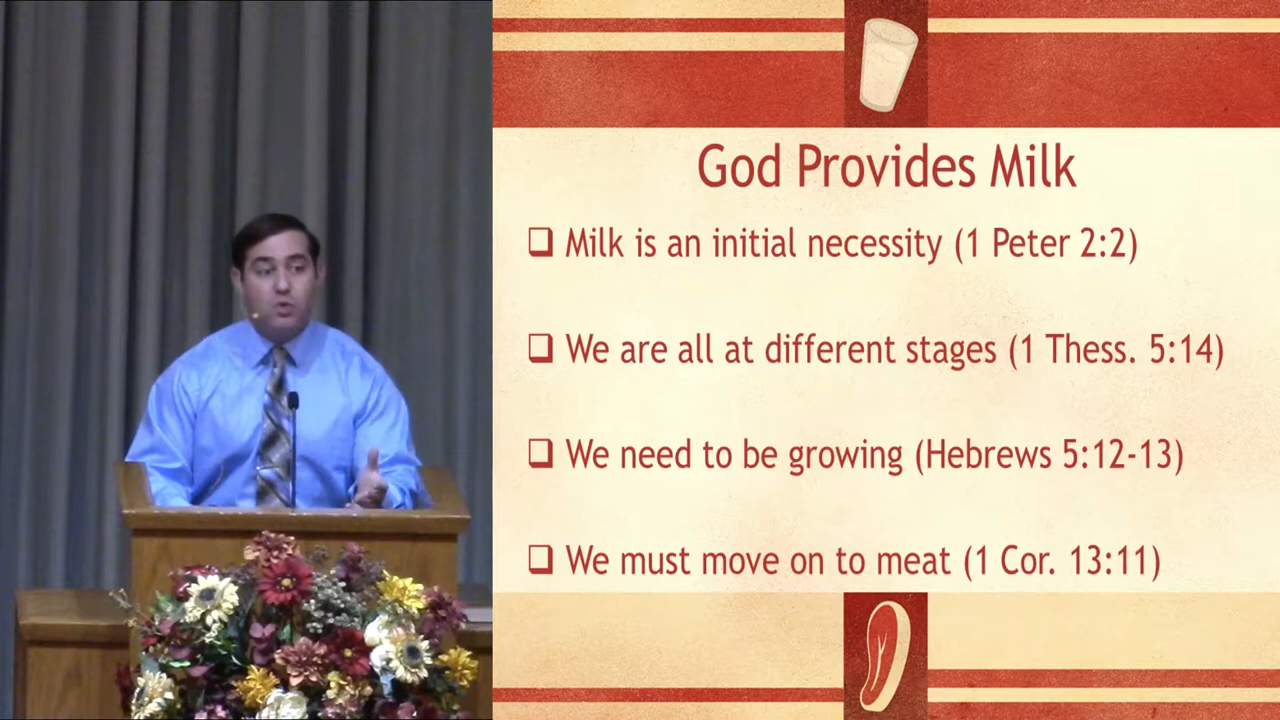 God Provides Milk
❑ Milk is an initial necessity (1 Peter 2:2)
❑ We are all at different stages (1 Thess. 5:14)
❑ We need to be growing (Hebrews 5:12-13)
❑ We must move on to meat (1 Cor. 13:11)